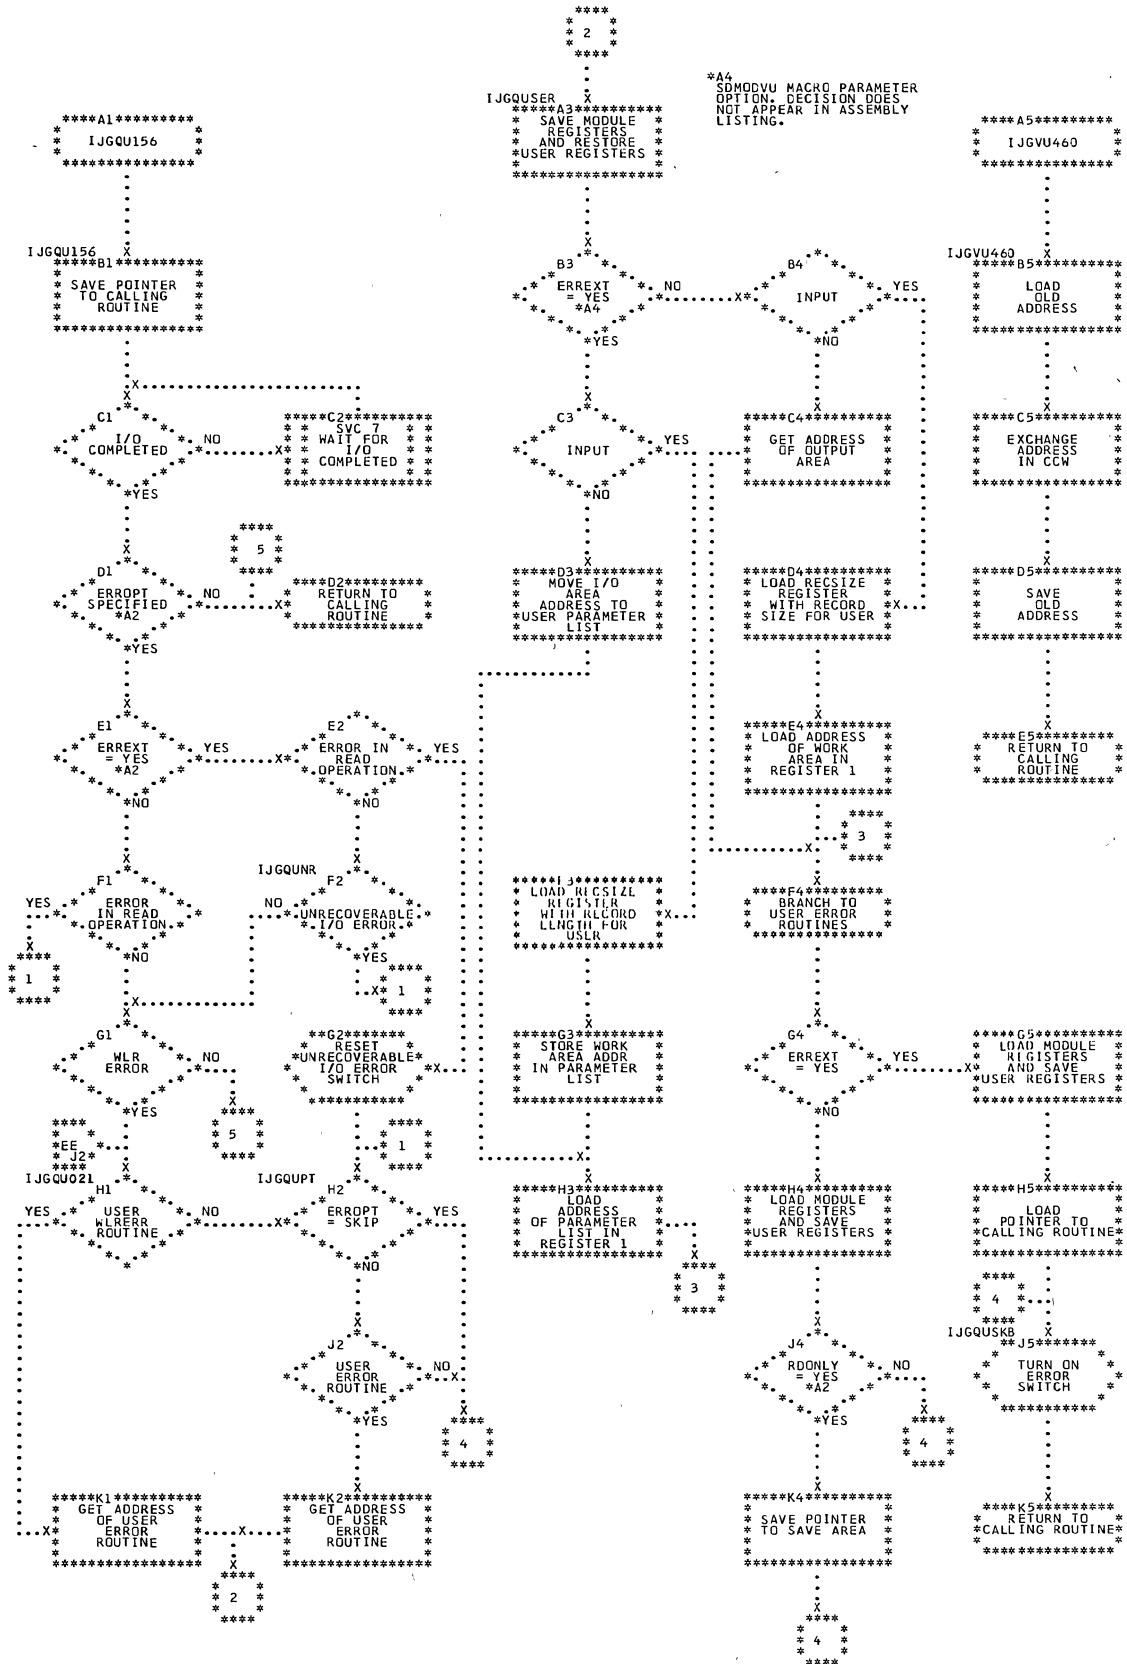 2
*A4
SDMODVU MACRO PARAMETER
OPTION. DECISION DOES
NOT APPEAR IN ASSEMBLY
LISTING.
A1
IJGQU156
IJGQUSER
A3
SAVE MODULE
REGISTERS
AND RESTORE
USER REGISTERS
A5
IJGVU460
IJGQU156
B1
SAVE POINTER
TO CALLING
ROUTINE
B3
ERREXT
= YES
*A4
NO
YES
B4
INPUT
YES
NO
IJGVU460
B5
LOAD
OLD
ADDRESS
C1
I/O
COMPLETED
NO
YES
C2
SVC 7
WAIT FOR
I/O
COMPLETED
C3
INPUT
YES
NO
C4
GET ADDRESS
OF OUTPUT
AREA
C5
EXCHANGE
ADDRESS
IN CCW
5
D1
ERROPT
SPECIFIED
*A2
NO
YES
D2
RETURN TO
CALLING
ROUTINE
D3
MOVE I/O
AREA
ADDRESS TO
USER PARAMETER
LIST
D4
LOAD RECSIZE
REGISTER
WITH RECORD
SIZE FOR USER
D5
SAVE
OLD
ADDRESS
E1
ERREXT
= YES
*A2
YES
NO
E2
ERROR IN
READ
OPERATION
YES
NO
E4
LOAD ADDRESS
OF WORK
AREA IN
REGISTER 1
E5
RETURN TO
CALLING
ROUTINE
3
F1
ERROR
IN READ
OPERATION
YES
NO
1
IJGQUNR
F2
UNRECOVERABLE
I/O ERROR
NO
YES
1
F3
LOAD RECSIZE
REGISTER
WITH RECORD
LENGTH FOR
USER
F4
BRANCH TO
USER ERROR
ROUTINES
G1
WLR
ERROR
NO
YES
5
G2
RESET
UNRECOVERABLE
I/O ERROR
SWITCH
1
G3
STORE WORK
AREA ADDR
IN PARAMETER
LIST
G4
ERREXT
= YES
YES
NO
G5
LOAD MODULE
REGISTERS
AND SAVE
USER REGISTERS
*EE
J2*
IJGQU021
H1
USER
WLRERR
ROUTINE
YES
NO
IJGQUPT
H2
ERROPT
= SKIP
YES
NO
H3
LOAD
ADDRESS
OF PARAMETER
LIST IN
REGISTER 1
3
H4
LOAD MODULE
REGISTERS
AND SAVE
USER REGISTERS
H5
LOAD
POINTER TO
CALLING ROUTINE
4
J2
USER
ERROR
ROUTINE
NO
YES
4
J4
RDONLY
= YES
*A2
NO
YES
4
IJGQUSKB
J5
TURN ON
ERROR
SWITCH
K1
GET ADDRESS
OF USER
ERROR
ROUTINE
K2
GET ADDRESS
OF USER
ERROR
ROUTINE
2
K4
SAVE POINTER
TO SAVE AREA
4
K5
RETURN TO
CALLING ROUTINE